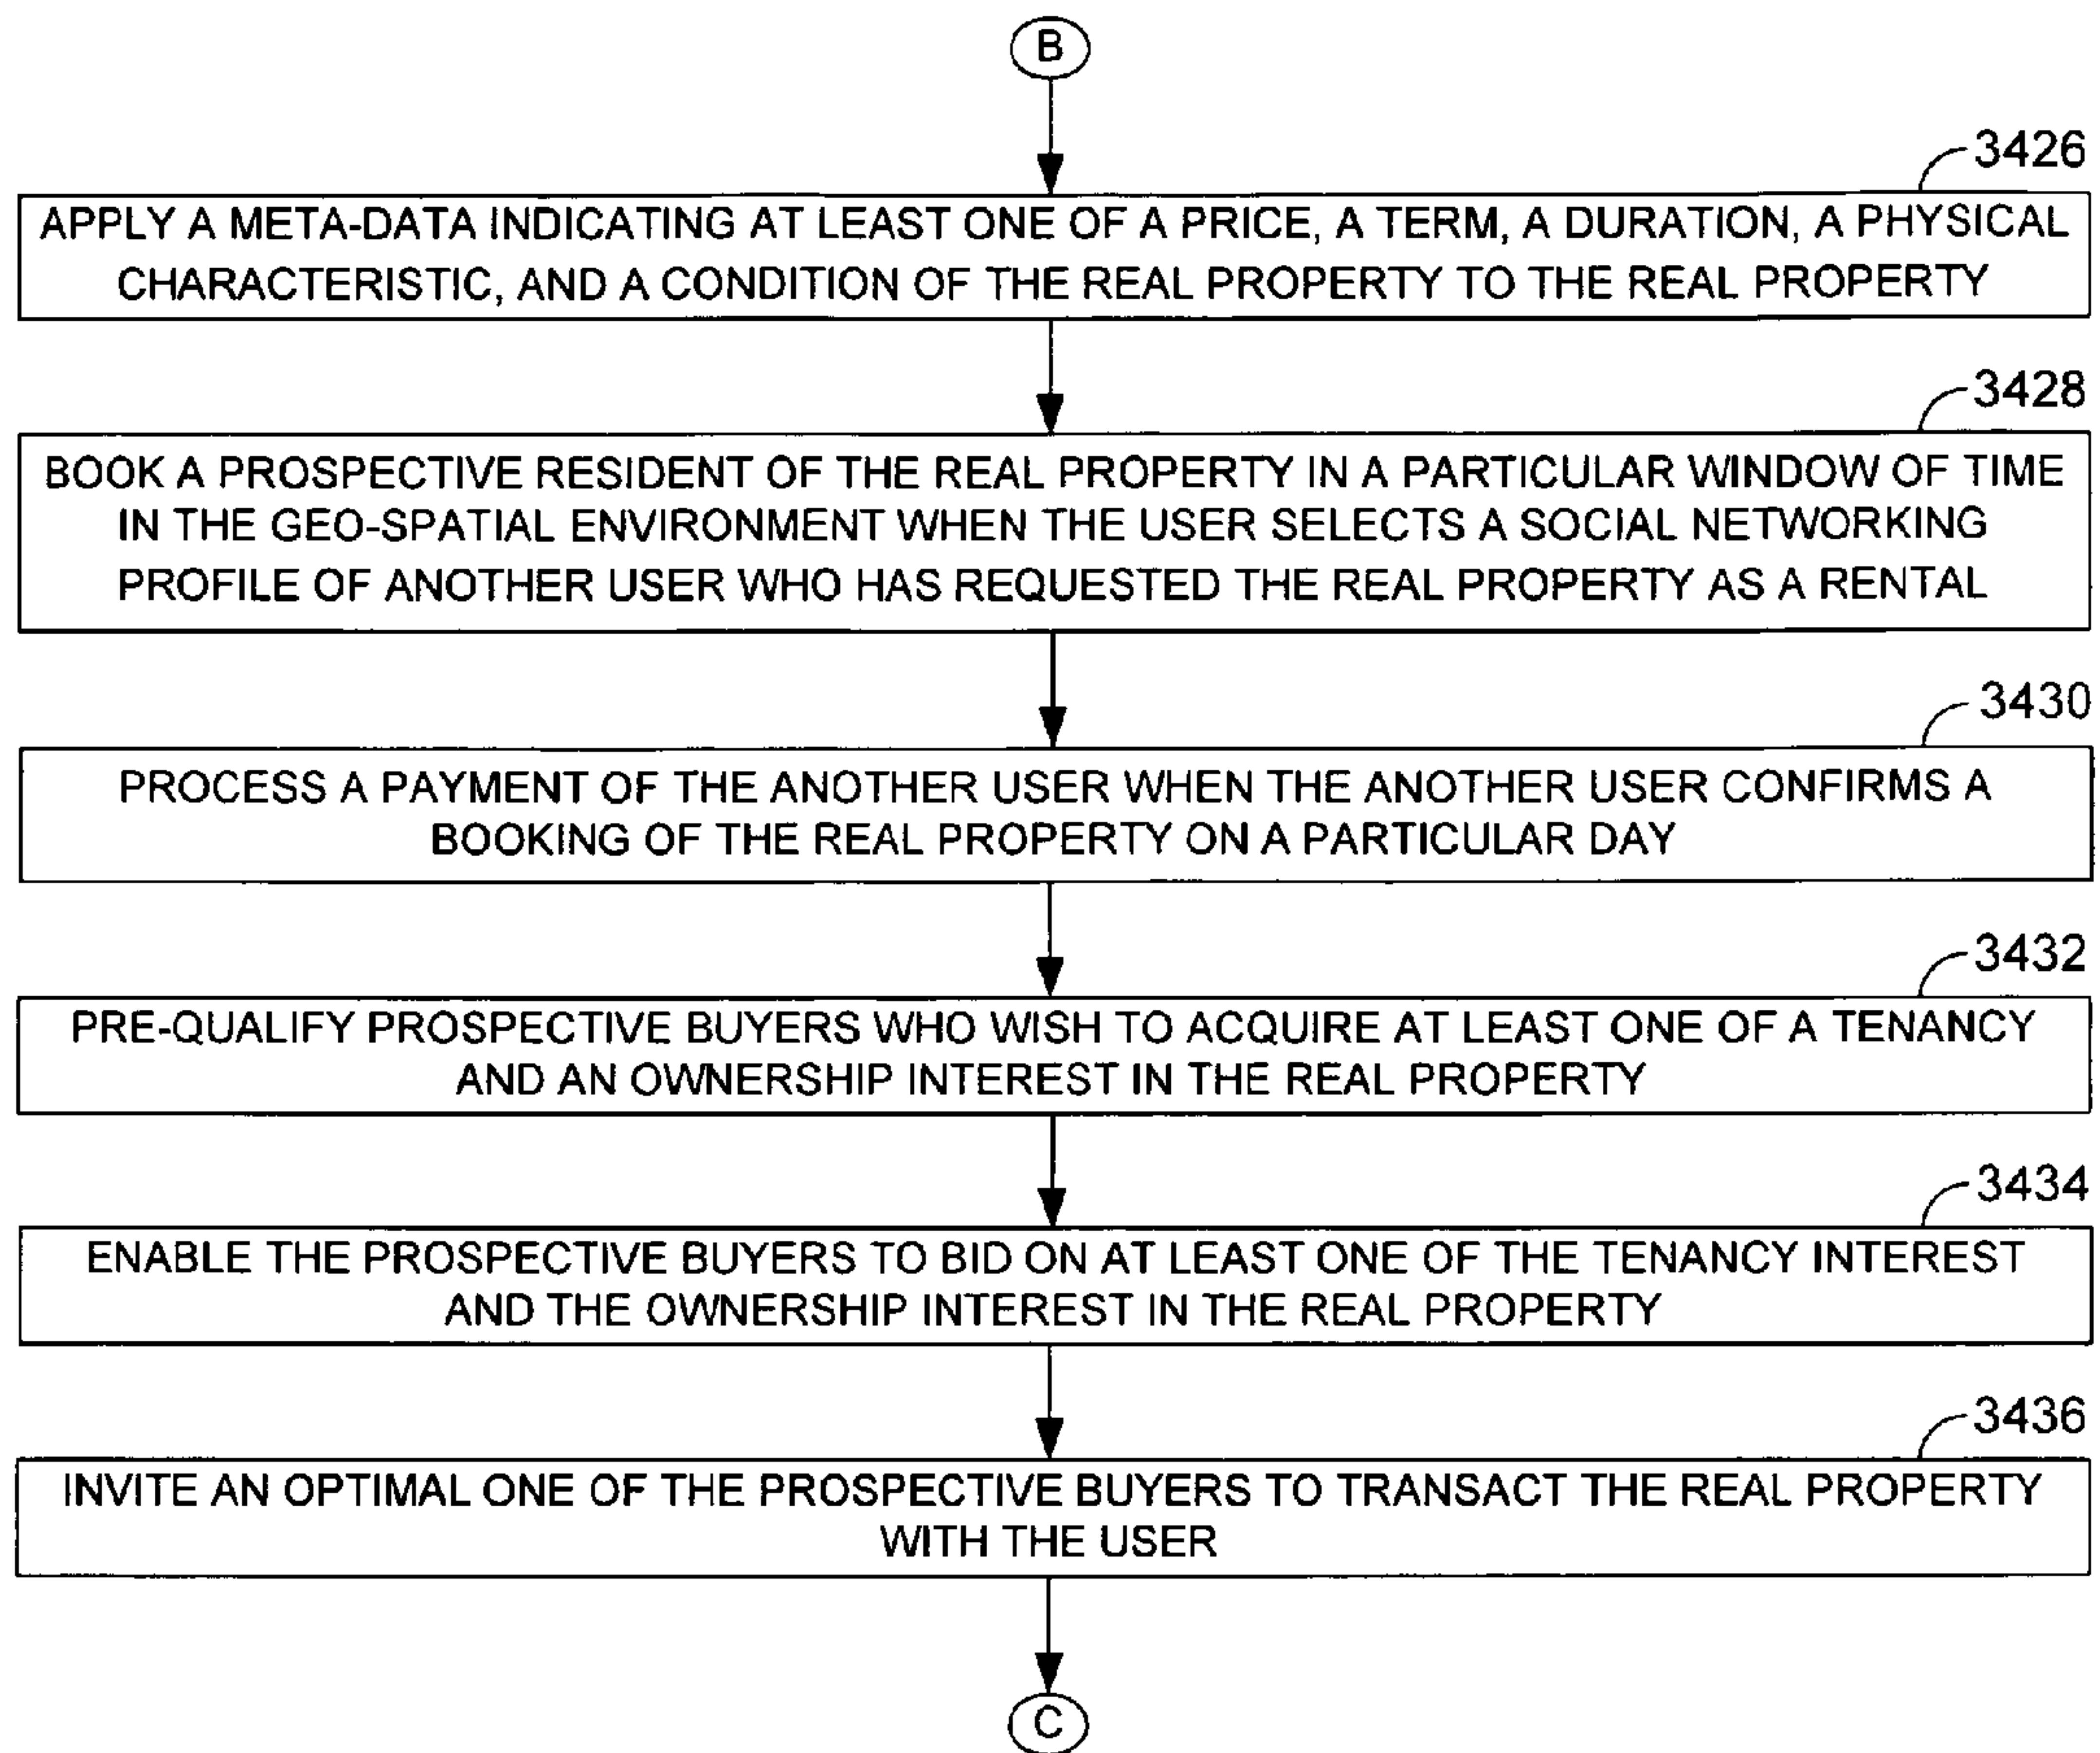 B
3426
APPLY A META-DATA INDICATING AT LEAST ONE OF A PRICE, A TERM, A DURATION, A PHYSICAL
CHARACTERISTIC, AND A CONDITION OF THE REAL PROPERTY TO THE REAL PROPERTY
3428
BOOK A PROSPECTIVE RESIDENT OF THE REAL PROPERTY IN A PARTICULAR WINDOW OF TIME
IN THE GEO-SPATIAL ENVIRONMENT WHEN THE USER SELECTS A SOCIAL NETWORKING
PROFILE OF ANOTHER USER WHO HAS REQUESTED THE REAL PROPERTY AS A RENTAL
3430
PROCESS A PAYMENT OF THE ANOTHER USER WHEN THE ANOTHER USER CONFIRMS A
BOOKING OF THE REAL PROPERTY ON A PARTICULAR DAY
3432
PRE-QUALIFY PROSPECTIVE BUYERS WHO WISH TO ACQUIRE AT LEAST ONE OF A TENANCY
AND AN OWNERSHIP INTEREST IN THE REAL PROPERTY
3434
ENABLE THE PROSPECTIVE BUYERS TO BID ON AT LEAST ONE OF THE TENANCY INTEREST
AND THE OWNERSHIP INTEREST IN THE REAL PROPERTY
3436
INVITE AN OPTIMAL ONE OF THE PROSPECTIVE BUYERS TO TRANSACT THE REAL PROPERTY
WITH THE USER
C